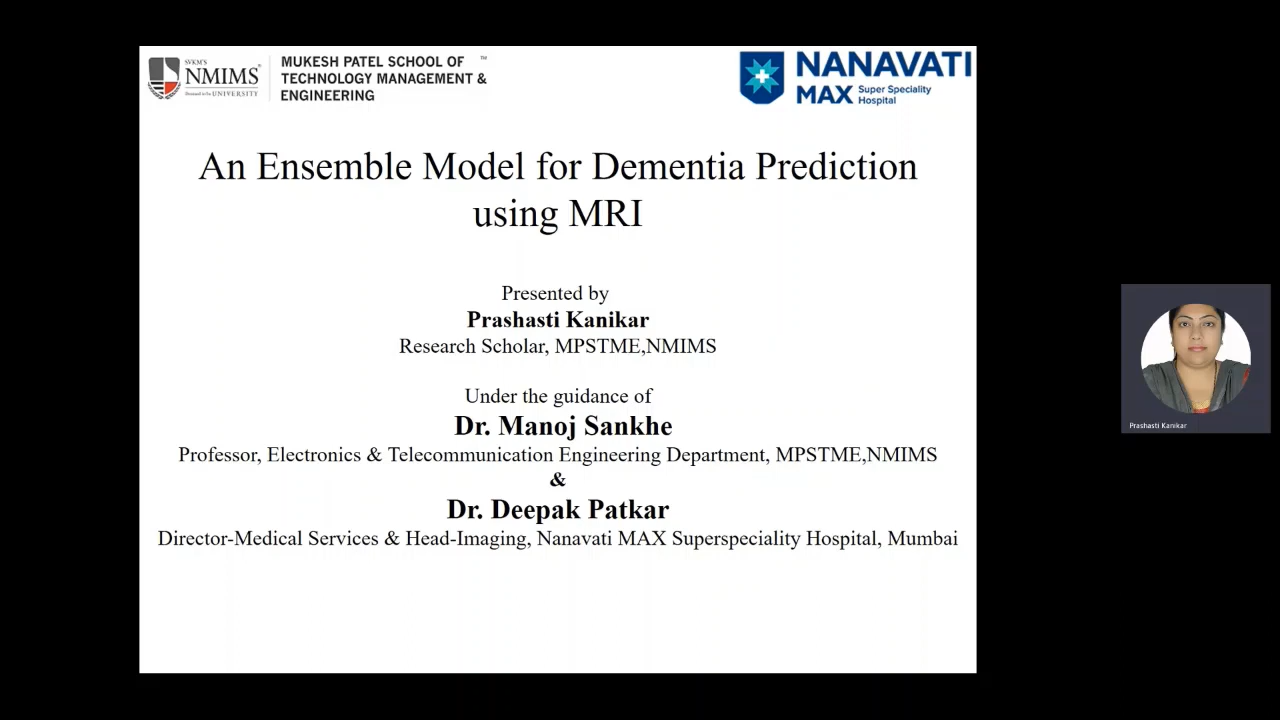 SVKM'S
NMIMS
UNIVERSITY
MUKESH PATEL SCHOOL OF
TECHNOLOGY MANAGEMENT &
ENGINEERING
TM
NANAVATI
MAX Super Speciality
Hospital
An Ensemble Model for Dementia Prediction
using MRI
Presented by
Prashasti Kanikar
Research Scholar, MPSTME,NMIMS
Under the guidance of
Dr. Manoj Sankhe
Professor, Electronics & Telecommunication Engineering Department, MPSTME,NMIMS
&
Dr. Deepak Patkar
Director-Medical Services & Head-Imaging, Nanavati MAX Superspeciality Hospital, Mumbai
Prashasti Kanikar